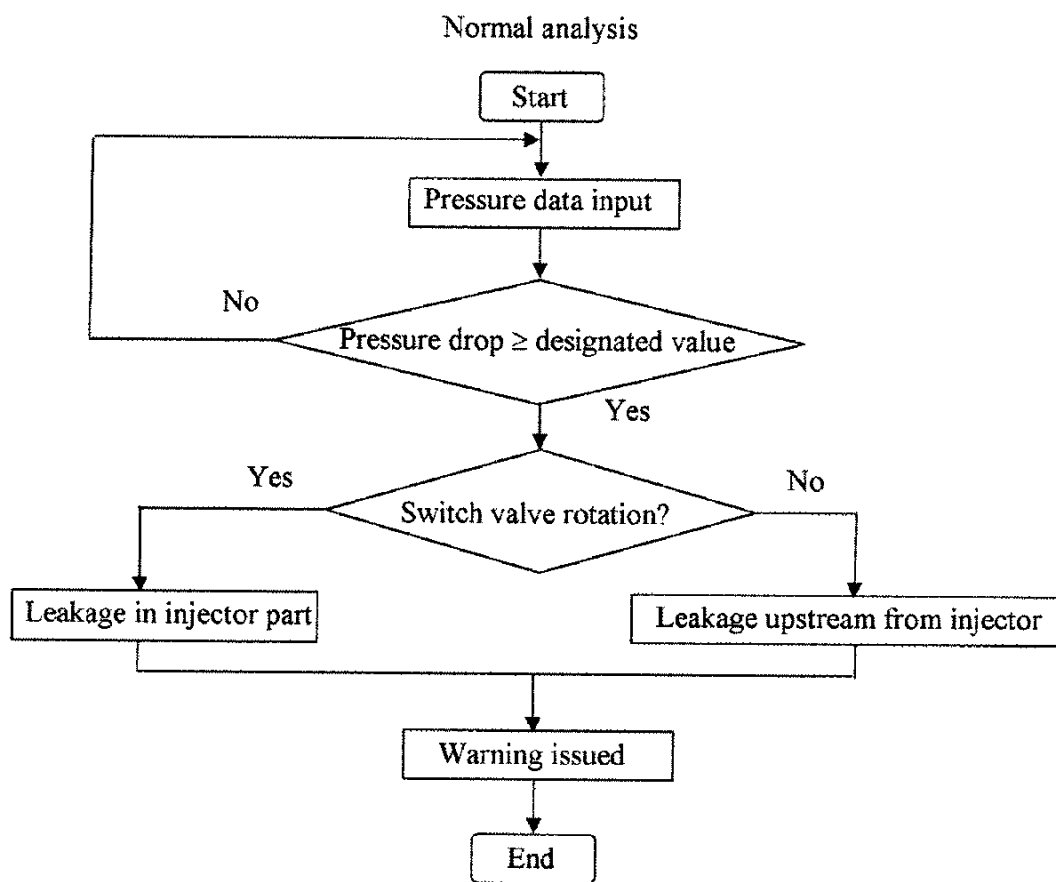 Normal analysis
Start
Pressure data input
No
Pressure drop ≥ designated value
Yes
Yes
No
Switch valve rotation?
Leakage in injector part
Leakage upstream from injector
Warning issued
End